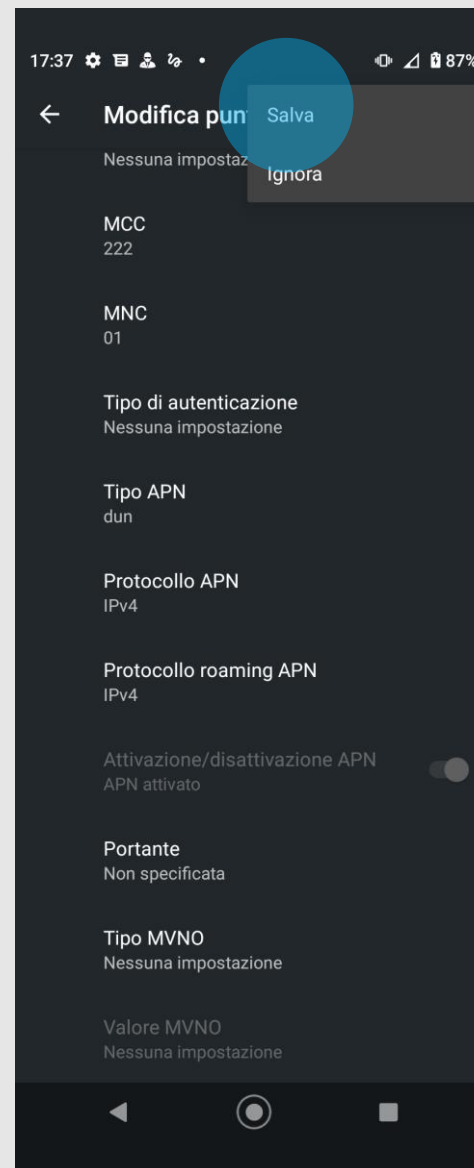 17:37 87%
Modifica pun
Salva
Nessuna impostaz
Ignora
MCC
222
MNC
01
Tipo di autenticazione
Nessuna impostazione
Tipo APN
dun
Protocollo APN
IPv4
Protocollo roaming APN
IPv4
Attivazione/disattivazione APN
APN attivato
Portante
Non specificata
Tipo MVNO
Nessuna impostazione
Valore MVNO
Nessuna impostazione